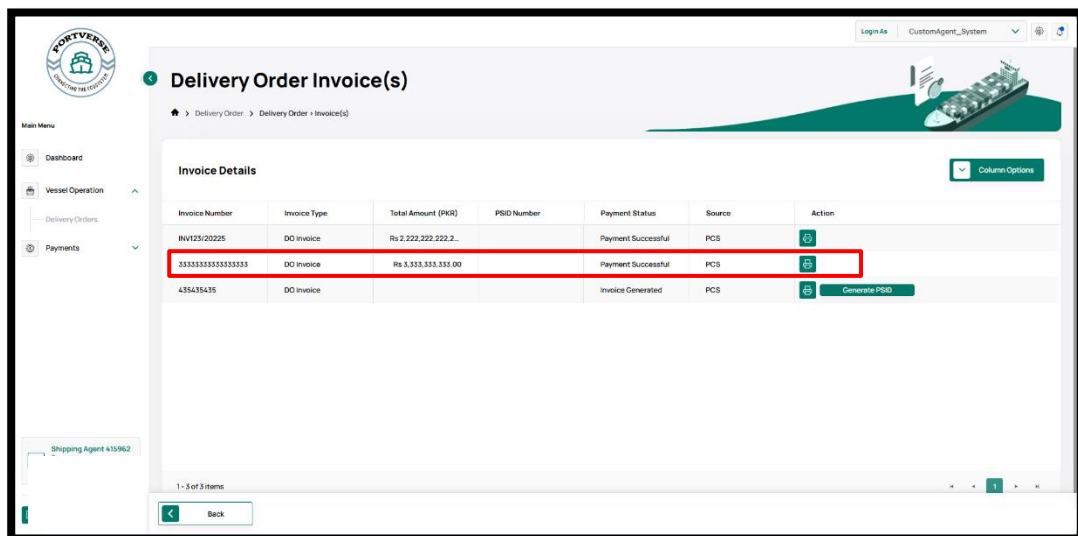 PORTVERSE
CONNECTING THE ECOSYSTEM
Login As CustomAgent_System
Delivery Order Invoice(s)
Delivery Order > Delivery Order > Invoice(s)
Main Menu
Dashboard
Vessel Operation
Delivery Orders
Payments
Invoice Details
Column Options
Invoice Number Invoice Type Total Amount (PKR) PSID Number Payment Status Source Action
INV123/20225 DO Invoice Rs 2,222,222,222,2... Payment Successful PCS
DO Invoice Rs 3,333,333,333.00 Payment Successful PCS
435435435 DO Invoice Invoice Generated PCS Generate PSID
Shipping Agent 415962
1 - 3 of 3 items
1
Back